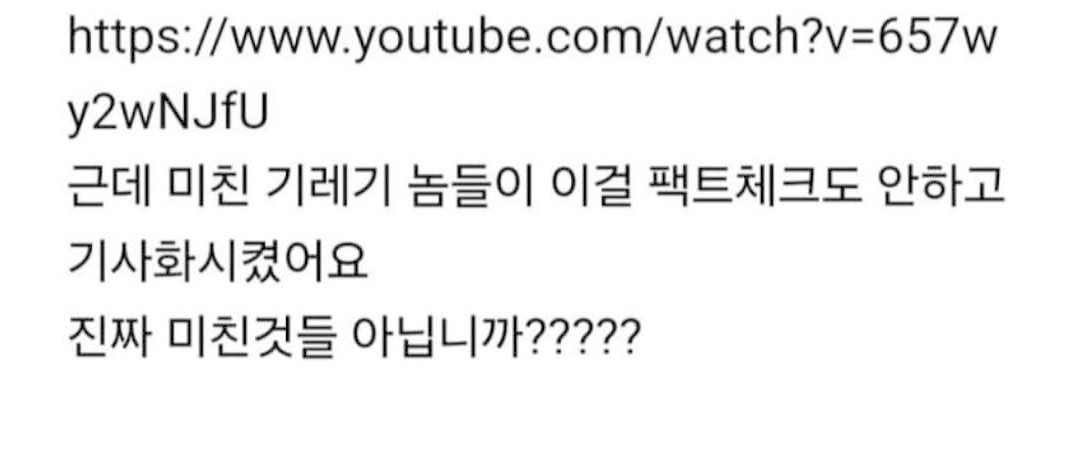 https://www.youtube.com/watch?v=657w
y2wNJfU
근데 미친 기레기 놈들이 이걸 팩트체크도 안하고
기사화시켰어요
진짜 미친것들 아닙니까?????